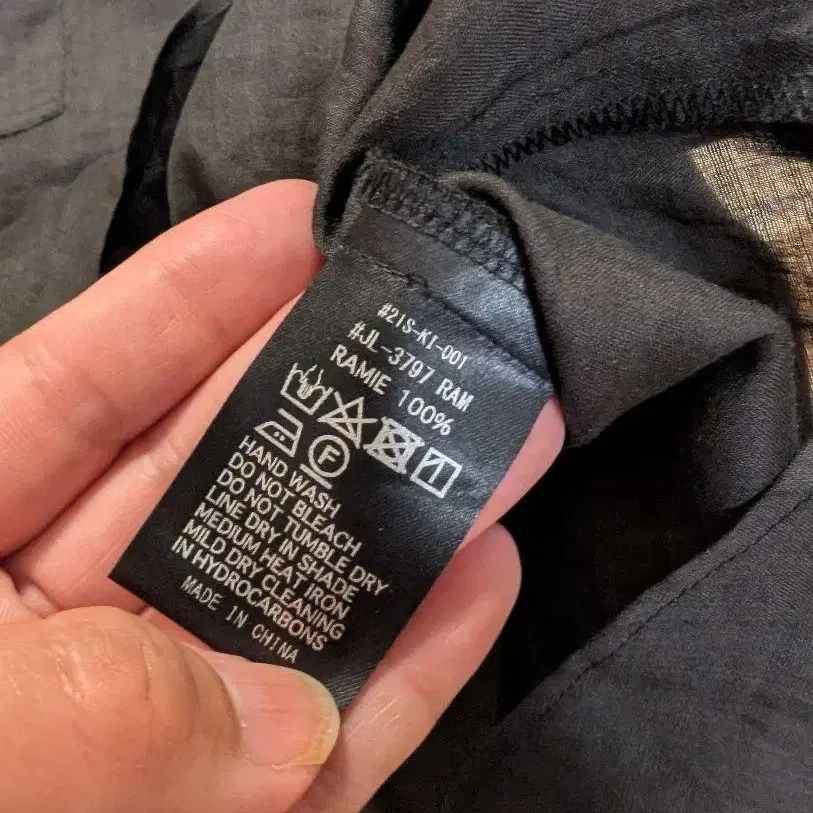 #21S-KI-001
#JL-3797 RAM
RAMIE 100%
F
HAND WASH
DO NOT BLEACH
DO NOT TUMBLE DRY
LINE DRY IN SHADE
MEDIUM HEAT IRON
MILD DRY CLEANING
IN HYDROCARBONS
MADE IN CHINA